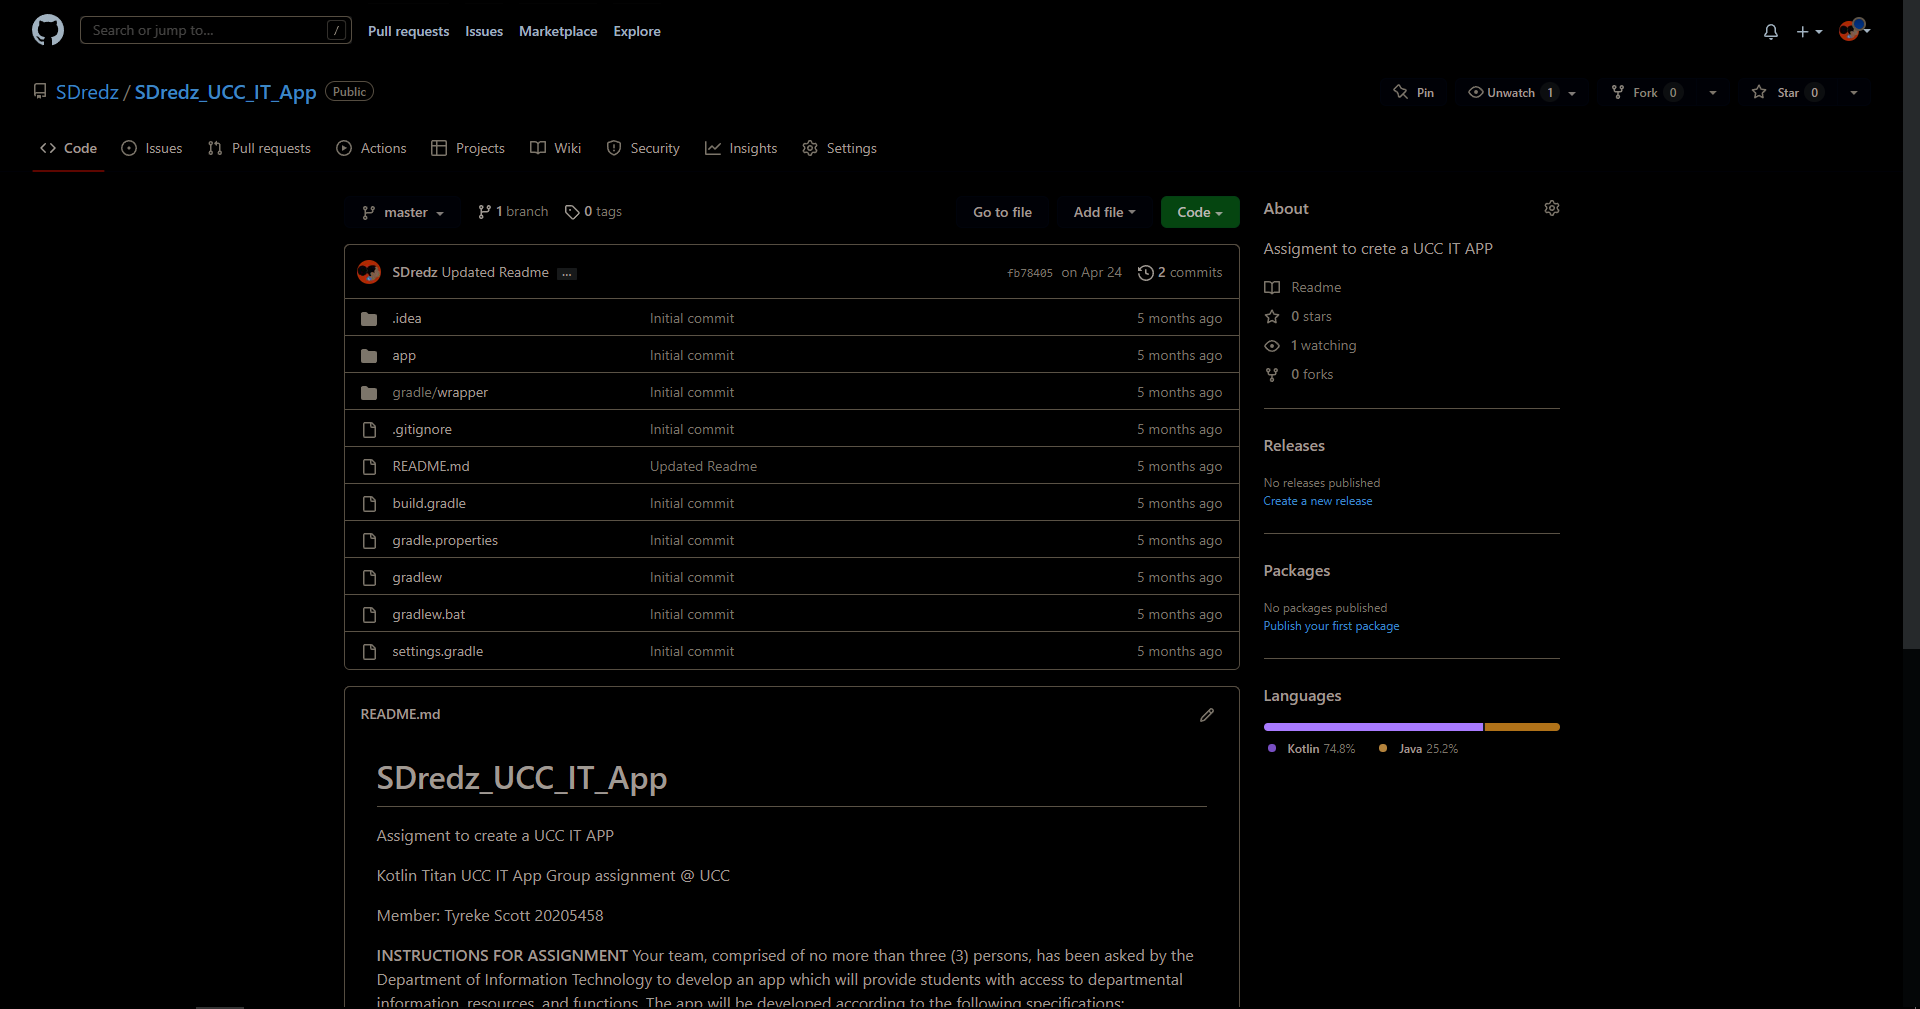 Search or jump to... / Pull requests Issues Marketplace Explore
SDredz / SDredz_UCC_IT_App Public Pin Unwatch 1 Fork 0 Star 0
Code Issues Pull requests Actions Projects Wiki Security Insights Settings
master 1 branch 0 tags Go to file Add file Code
SDredz Updated Readme ... fb78405 on Apr 24 2 commits
.idea Initial commit 5 months ago
app Initial commit 5 months ago
gradle/wrapper Initial commit 5 months ago
.gitignore Initial commit 5 months ago
README.md Updated Readme 5 months ago
build.gradle Initial commit 5 months ago
gradle.properties Initial commit 5 months ago
gradlew Initial commit 5 months ago
gradlew.bat Initial commit 5 months ago
settings.gradle Initial commit 5 months ago
README.md
SDredz_UCC_IT_App
Assigment to create a UCC IT APP
Kotlin Titan UCC IT App Group assignment @ UCC
Member: Tyreke Scott 20205458
INSTRUCTIONS FOR ASSIGNMENT Your team, comprised of no more than three (3) persons, has been asked by the
Department of Information Technology to develop an app which will provide students with access to departmental
information, resources, and functions. The app will be developed according to the following specifications:
About
Assigment to crete a UCC IT APP
Readme
0 stars
1 watching
0 forks
Releases
No releases published
Create a new release
Packages
No packages published
Publish your first package
Languages
Kotlin 74.8% Java 25.2%